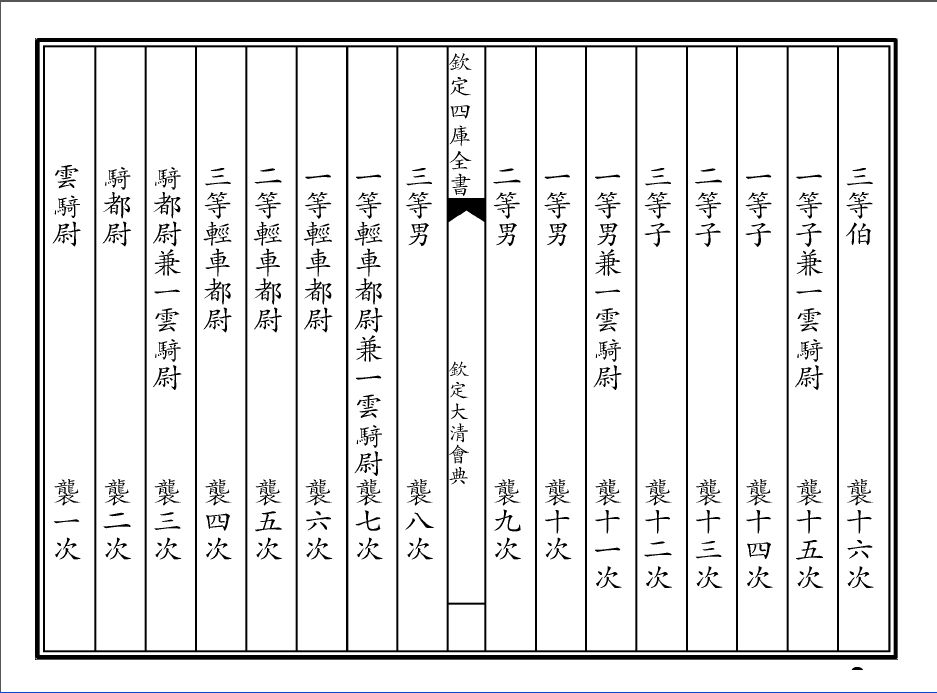 三等伯 襲十六次
一等子兼一雲騎尉 襲十五次
一等子 襲十四次
二等子 襲十三次
三等子 襲十二次
一等男兼一雲騎尉 襲十一次
一等男 襲十次
二等男 襲九次
欽定四庫全書 欽定大清會典
三等男 襲八次
一等輕車都尉兼一雲騎尉襲七次
一等輕車都尉 襲六次
二等輕車都尉 襲五次
三等輕車都尉 襲四次
騎都尉兼一雲騎尉 襲三次
騎都尉 襲二次
雲騎尉 襲一次